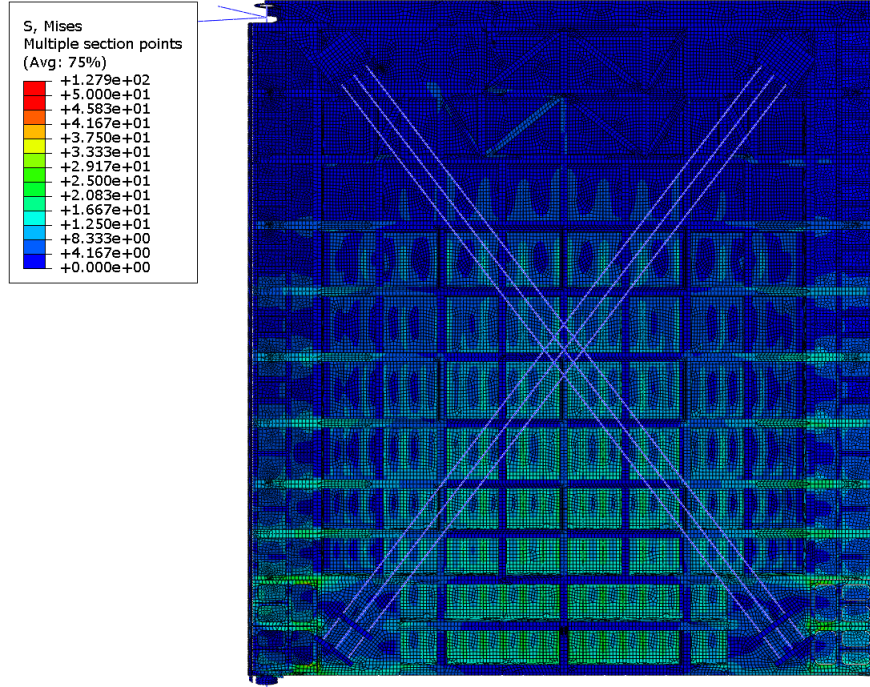 S, Mises
Multiple section points
(Avg: 75%)
+1.279e+02
+5.000e+01
+4.583e+01
+4.167e+01
+3.750e+01
+3.333e+01
+2.917e+01
+2.500e+01
+2.083e+01
+1.667e+01
+1.250e+01
+8.333e+00
+4.167e+00
+0.000e+00